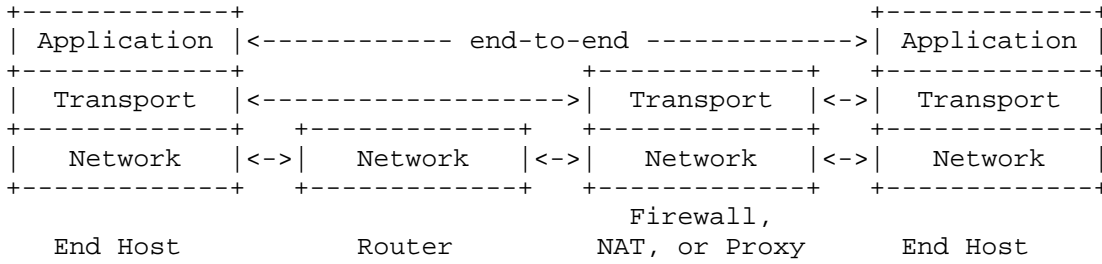 +-------------+                                       +-------------+
| Application |<------------ end-to-end ------------->| Application |
+-------------+                     +-------------+   +-------------+
|  Transport  |<------------------->|  Transport  |<->|  Transport  |
+-------------+   +-------------+   +-------------+   +-------------+
|   Network   |<->|   Network   |<->|   Network   |<->|   Network   |
+-------------+   +-------------+   +-------------+   +-------------+
                                       Firewall,
   End Host           Router         NAT, or Proxy      End Host